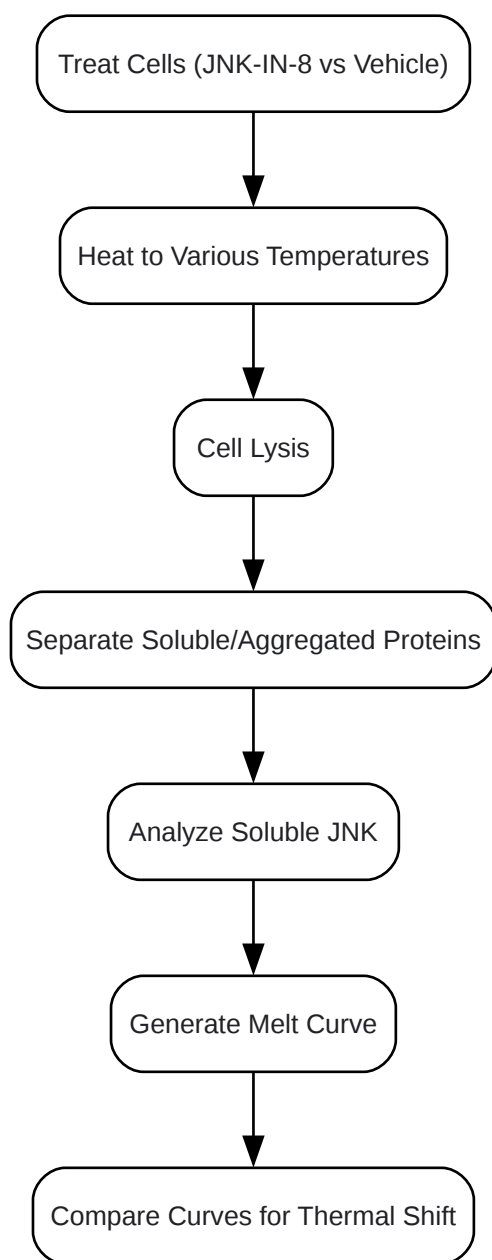 Treat Cells (JNK-IN-8 vs Vehicle)
Heat to Various Temperatures
Cell Lysis
Separate Soluble/Aggregated Proteins
Analyze Soluble JNK
Generate Melt Curve
Compare Curves for Thermal Shift